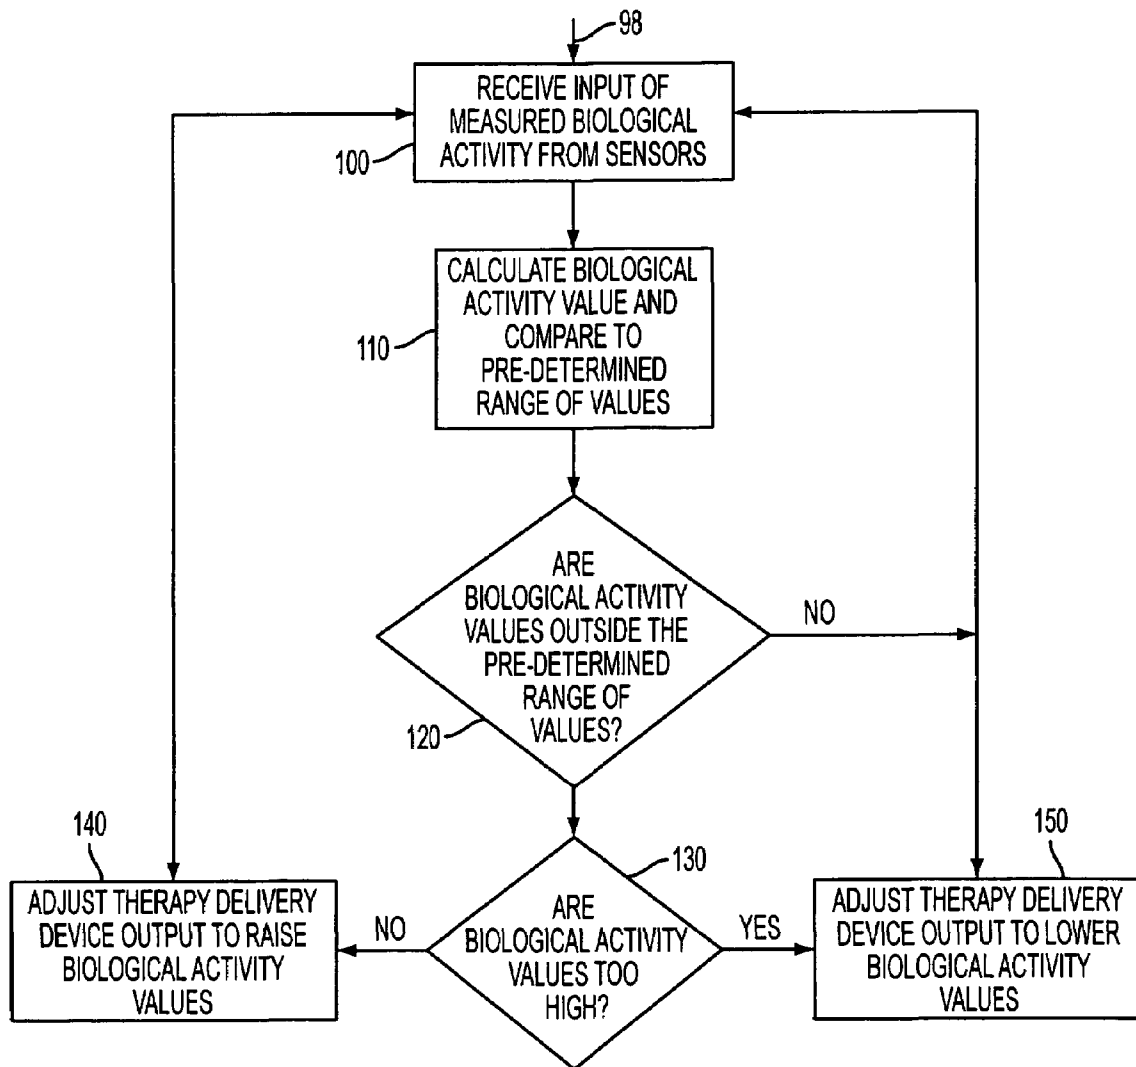 98
RECEIVE INPUT OF
MEASURED BIOLOGICAL
ACTIVITY FROM SENSORS
100
CALCULATE BIOLOGICAL
ACTIVITY VALUE AND
COMPARE TO
PRE-DETERMINED
RANGE OF VALUES
110
ARE
BIOLOGICAL ACTIVITY
VALUES OUTSIDE THE
PRE-DETERMINED
RANGE OF
VALUES?
NO
120
140
ADJUST THERAPY DELIVERY
DEVICE OUTPUT TO RAISE
BIOLOGICAL ACTIVITY
VALUES
NO
130
ARE
BIOLOGICAL ACTIVITY
VALUES TOO
HIGH?
YES
150
ADJUST THERAPY DELIVERY
DEVICE OUTPUT TO LOWER
BIOLOGICAL ACTIVITY
VALUES